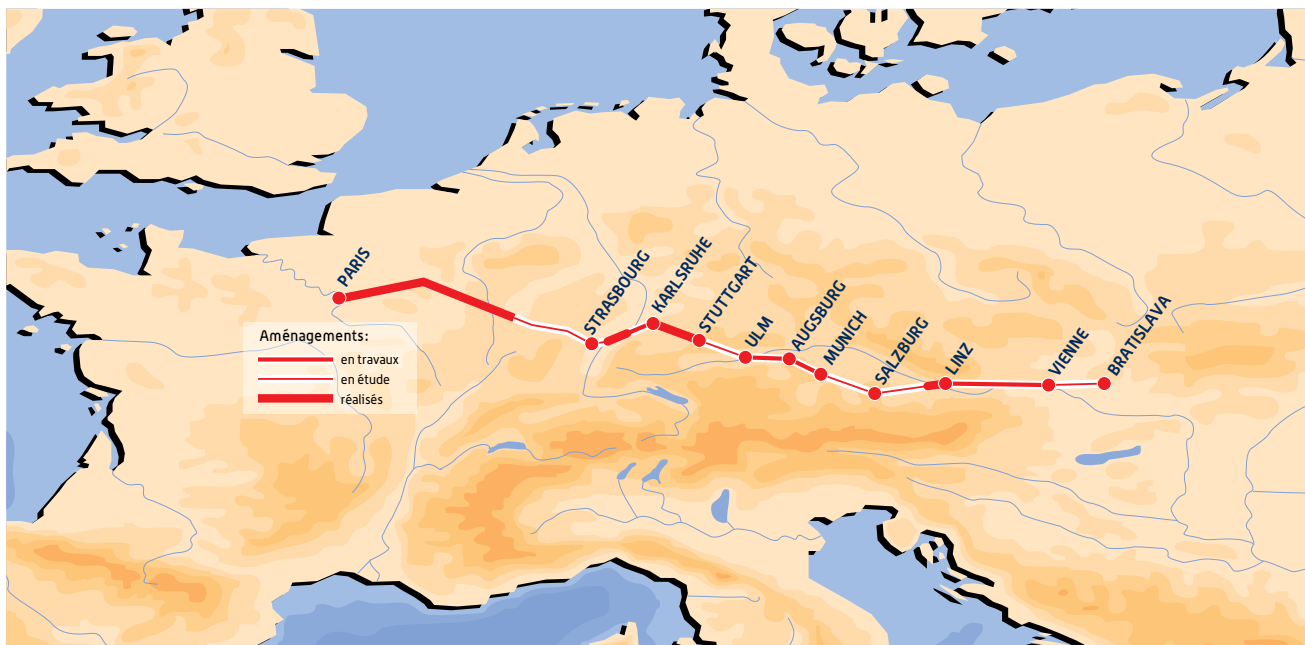 PARIS
STRASBOURG
KARLSRUHE
STUTTGART
ULM
AUGSBURG
MUNICH
SALZBURG
LINZ
VIENNE
BRATISLAVA
Aménagements:
en travaux
en étude
réalisés